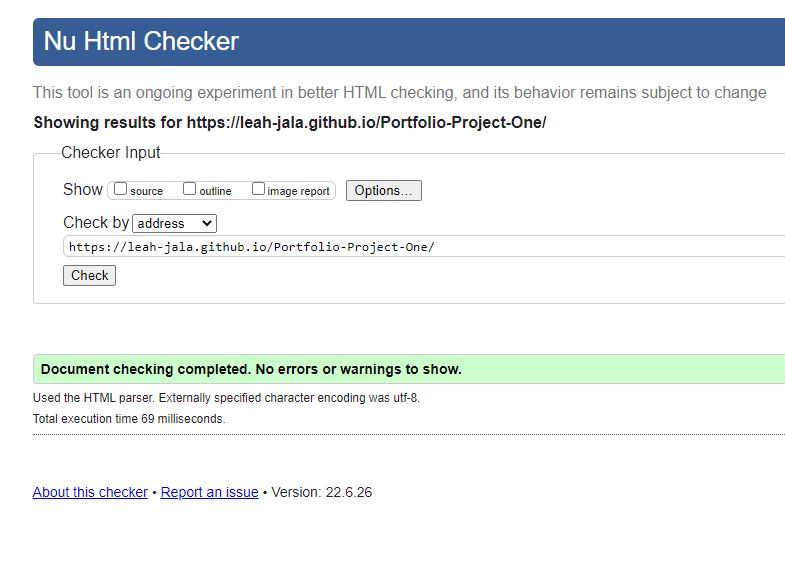 Nu Html Checker
This tool is an ongoing experiment in better HTML checking, and its behavior remains subject to change
Showing results for https://leah-jala.github.io/Portfolio-Project-One/
Checker Input
Show source outline image report Options...
Check by address
https://leah-jala.github.io/Portfolio-Project-One/
Check
Document checking completed. No errors or warnings to show.
Used the HTML parser. Externally specified character encoding was utf-8.
Total execution time 69 milliseconds.
About this checker • Report an issue • Version: 22.6.26